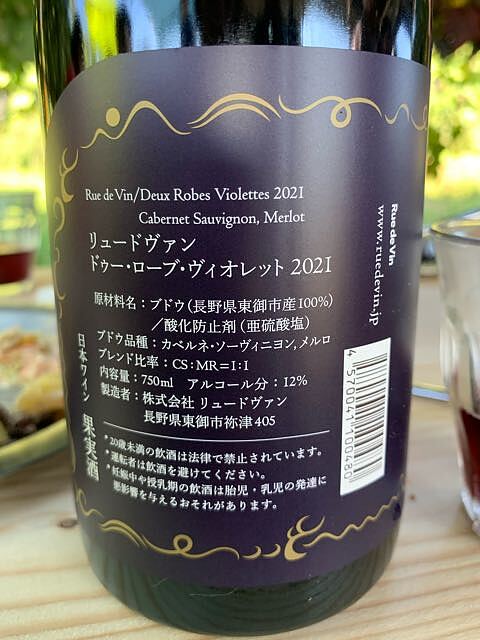 Rue de Vin/Deux Robes Violettes 2021
Cabernet Sauvignon, Merlot
リュードヴァン
ドゥー・ローブ・ヴィオレット 2021
原材料名：ブドウ(長野県東御市産100%)
／酸化防止剤(亜硫酸塩)
ブドウ品種：カベルネ・ソーヴィニヨン,メルロ
ブレンド比率：CS：MR＝1：1
内容量：750ml　アルコール分：12%
製造者：株式会社 リュードヴァン
長野県東御市祢津405
*20歳未満の飲酒は法律で禁止されています。
*運転者は飲酒を避けてください。
*妊娠中や授乳期の飲酒は胎児・乳児の発達に
悪影響を与えるおそれがあります。
日本ワイン 果実酒
Rue de Vin
www.ruedevin.jp
4570041100480